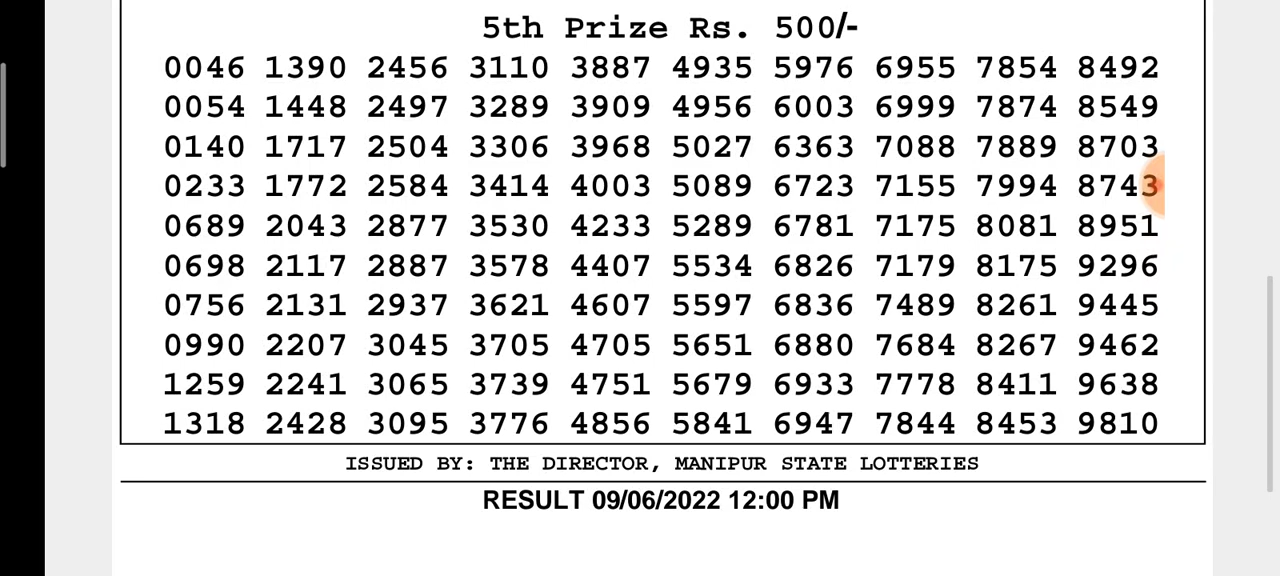 5th Prize Rs. 500/-
0046 1390 2456 3110 3887 4935 5976 6955 7854 8492
0054 1448 2497 3289 3909 4956 6003 6999 7874 8549
0140 1717 2504 3306 3968 5027 6363 7088 7889 8703
0233 1772 2584 3414 4003 5089 6723 7155 7994 8743
0689 2043 2877 3530 4233 5289 6781 7175 8081 8951
0698 2117 2887 3578 4407 5534 6826 7179 8175 9296
0756 2131 2937 3621 4607 5597 6836 7489 8261 9445
0990 2207 3045 3705 4705 5651 6880 7684 8267 9462
1259 2241 3065 3739 4751 5679 6933 7778 8411 9638
1318 2428 3095 3776 4856 5841 6947 7844 8453 9810
ISSUED BY: THE DIRECTOR, MANIPUR STATE LOTTERIES
RESULT 09/06/2022 12:00 PM